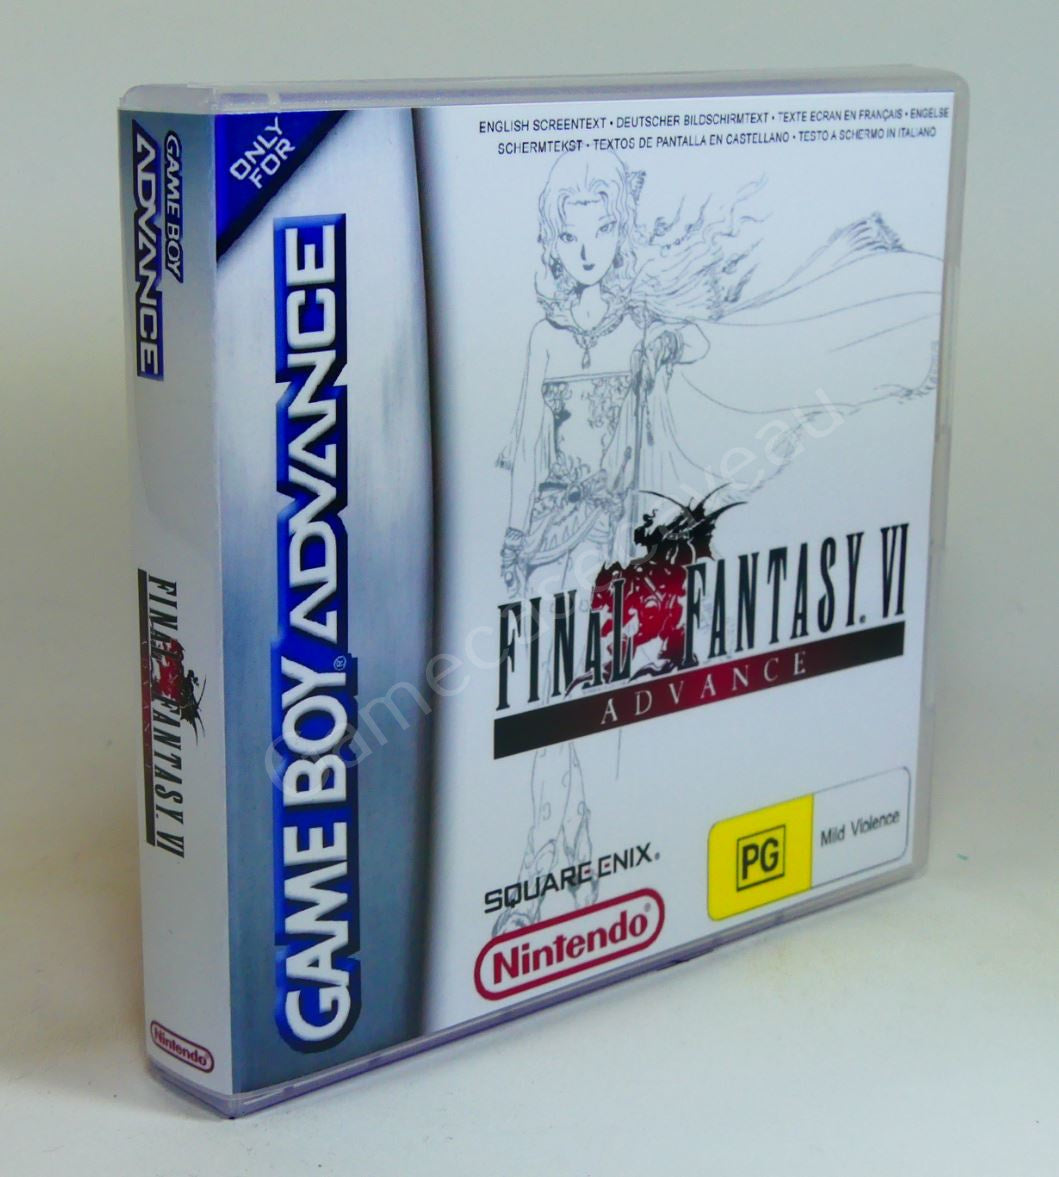 GAME BOY
ADVANCE
FINAL FANTASY VI
ADVANCE
Nintendo
ONLY
FOR
GAME BOY ADVANCE®
ENGLISH SCREENTEXT • DEUTSCHER BILDSCHIRMTEXT • TEXTE ECRAN EN FRANÇAIS • ENGELSE
SCHERMTEKST • TEXTOS DE PANTALLA EN CASTELLANO • TESTO A SCHERMO IN ITALIANO
FINAL FANTASY® VI
ADVANCE
SQUARE ENIX®
Nintendo®
PG
Mild Violence